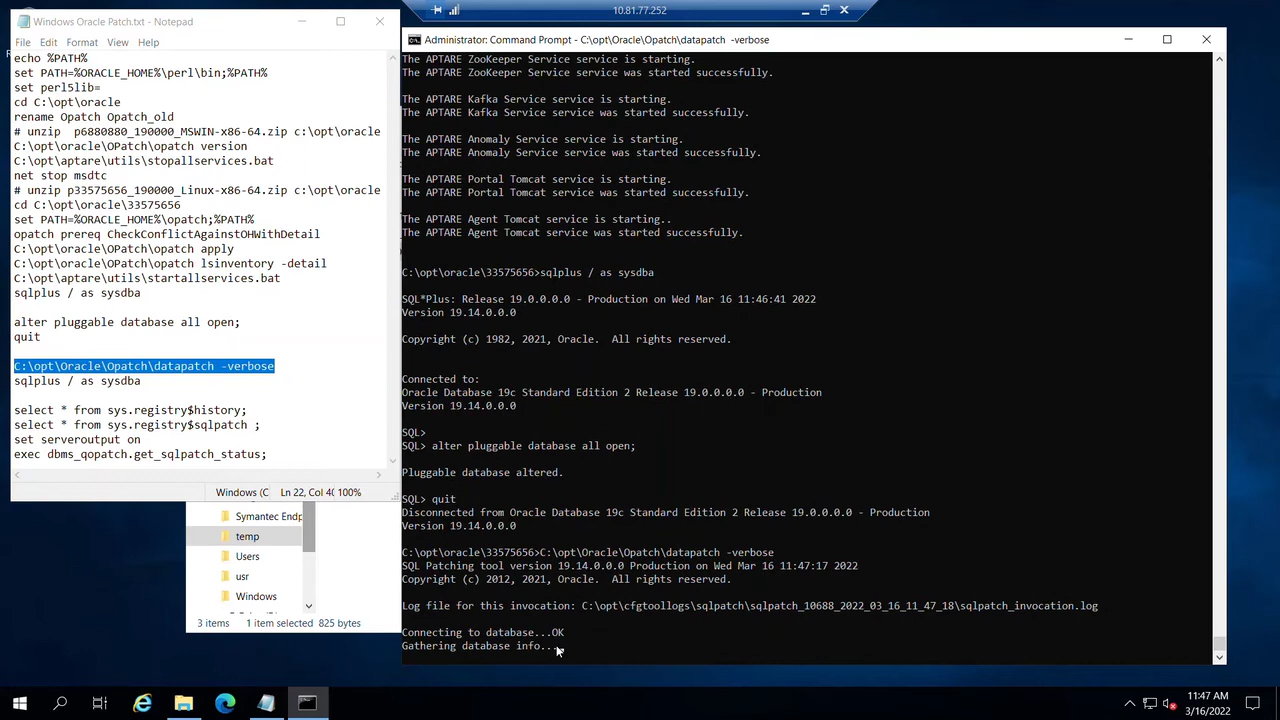 Windows Oracle Patch.txt - Notepad
File Edit Format View Help
echo %PATH%
set PATH=%ORACLE_HOME%\perl\bin;%PATH%
set perl5lib=
cd C:\opt\oracle
rename Opatch Opatch_old
# unzip  p6880880_190000_MSWIN-x86-64.zip c:\opt\oracle
C:\opt\oracle\OPatch\opatch version
C:\opt\aptare\utils\stopallservices.bat
net stop msdtc
# unzip p33575656_190000_Linux-x86-64.zip c:\opt\oracle
cd C:\opt\oracle\33575656
set PATH=%ORACLE_HOME%\opatch;%PATH%
opatch prereq CheckConflictAgainstOHWithDetail
C:\opt\oracle\OPatch\opatch apply
C:\opt\oracle\OPatch\opatch lsinventory -detail
C:\opt\aptare\utils\startallservices.bat
sqlplus / as sysdba
alter pluggable database all open;
quit
C:\opt\Oracle\Opatch\datapatch -verbose
sqlplus / as sysdba
select * from sys.registry$history;
select * from sys.registry$sqlpatch ;
set serveroutput on
exec dbms_qopatch.get_sqlpatch_status;
Windows (C Ln 22, Col 4 100%
Symantec Endp
temp
Users
usr
Windows
3 items 1 item selected 825 bytes
10.81.77.252
Administrator: Command Prompt - C:\opt\Oracle\Opatch\datapatch -verbose
The APTARE ZooKeeper Service service is starting.
The APTARE ZooKeeper Service service was started successfully.
The APTARE Kafka Service service is starting.
The APTARE Kafka Service service was started successfully.
The APTARE Anomaly Service service is starting.
The APTARE Anomaly Service service was started successfully.
The APTARE Portal Tomcat service is starting.
The APTARE Portal Tomcat service was started successfully.
The APTARE Agent Tomcat service is starting..
The APTARE Agent Tomcat service was started successfully.
C:\opt\oracle\33575656>sqlplus / as sysdba
SQL*Plus: Release 19.0.0.0.0 - Production on Wed Mar 16 11:46:41 2022
Version 19.14.0.0.0
Copyright (c) 1982, 2021, Oracle.  All rights reserved.
Connected to:
Oracle Database 19c Standard Edition 2 Release 19.0.0.0.0 - Production
Version 19.14.0.0.0
SQL>
SQL> alter pluggable database all open;
Pluggable database altered.
SQL> quit
Disconnected from Oracle Database 19c Standard Edition 2 Release 19.0.0.0.0 - Production
Version 19.14.0.0.0
C:\opt\oracle\33575656>C:\opt\Oracle\Opatch\datapatch -verbose
SQL Patching tool version 19.14.0.0.0 Production on Wed Mar 16 11:47:17 2022
Copyright (c) 2012, 2021, Oracle.  All rights reserved.
Log file for this invocation: C:\opt\cfgtoollogs\sqlpatch\sqlpatch_10688_2022_03_16_11_47_18\sqlpatch_invocation.log
Connecting to database...OK
Gathering database info...
11:47 AM
3/16/2022